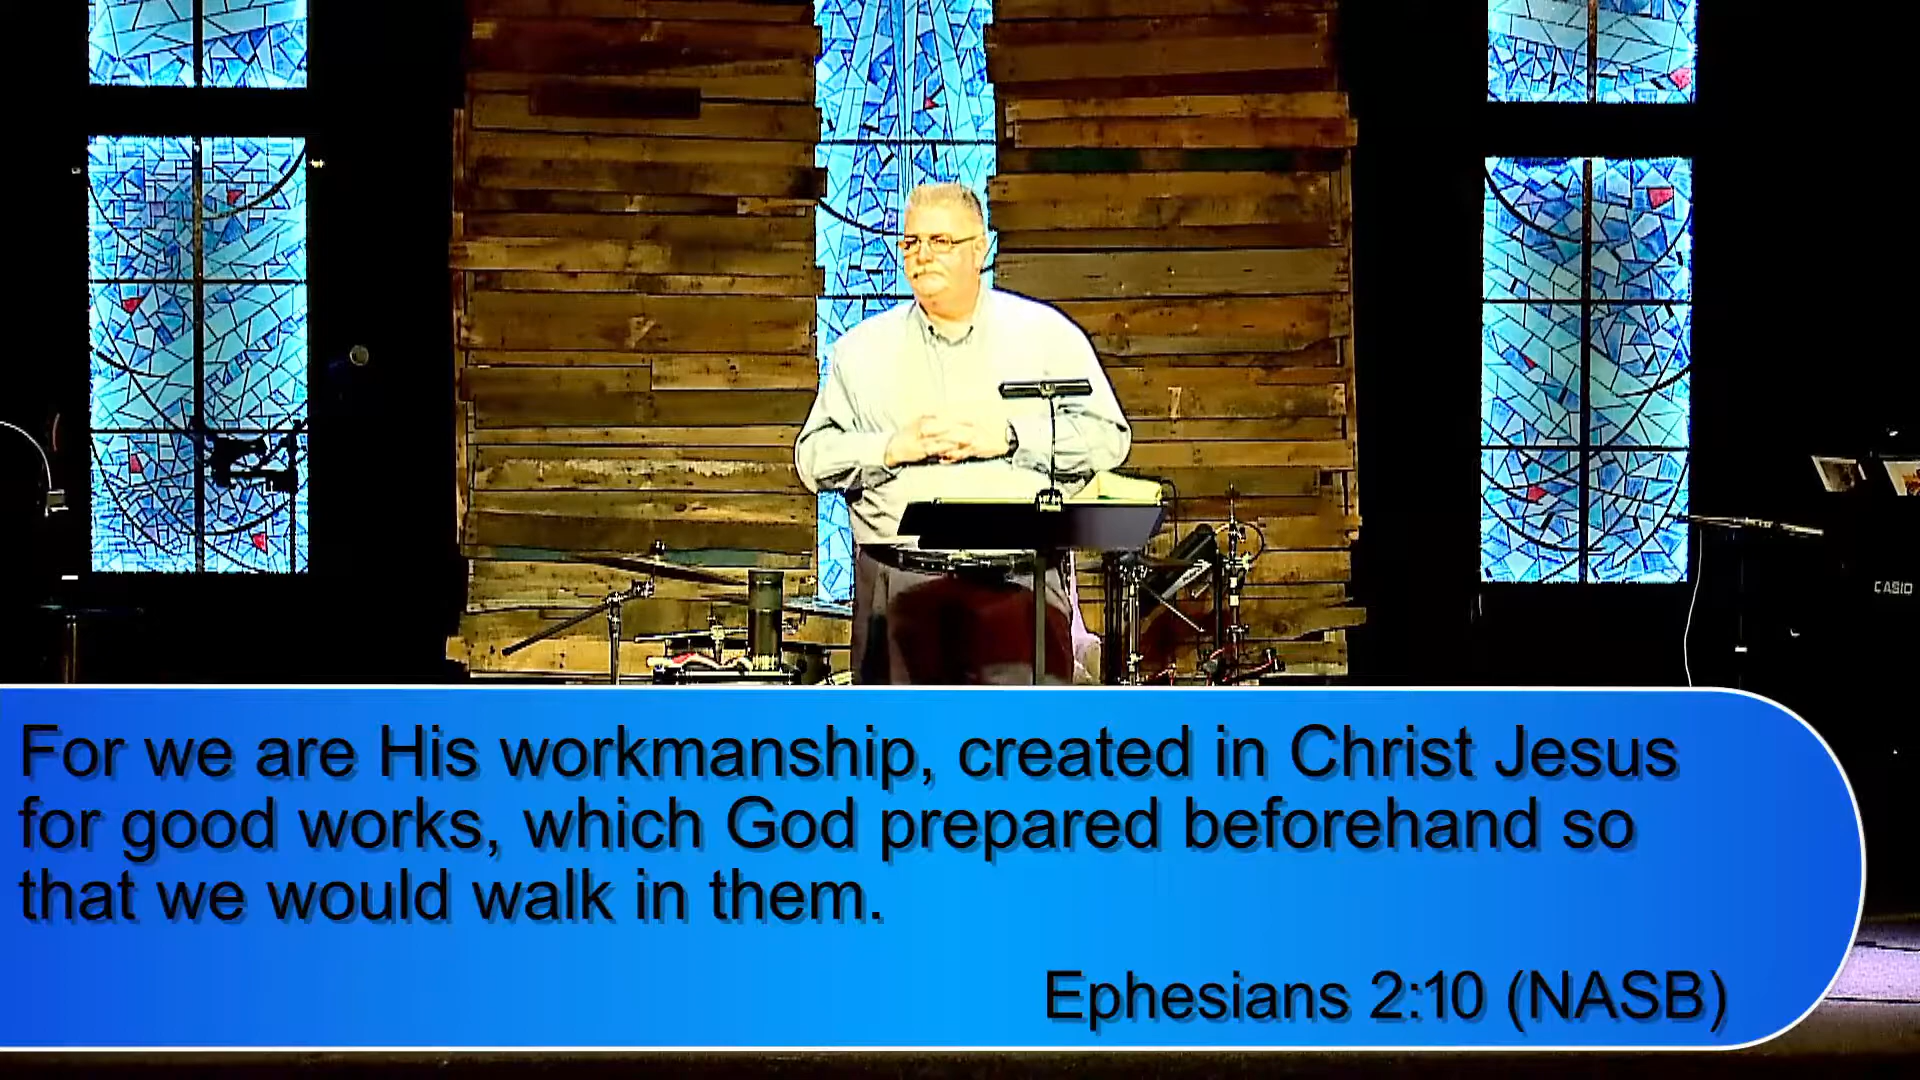 CASIO
For we are His workmanship, created in Christ Jesus
for good works, which God prepared beforehand so
that we would walk in them.
Ephesians 2:10 (NASB)